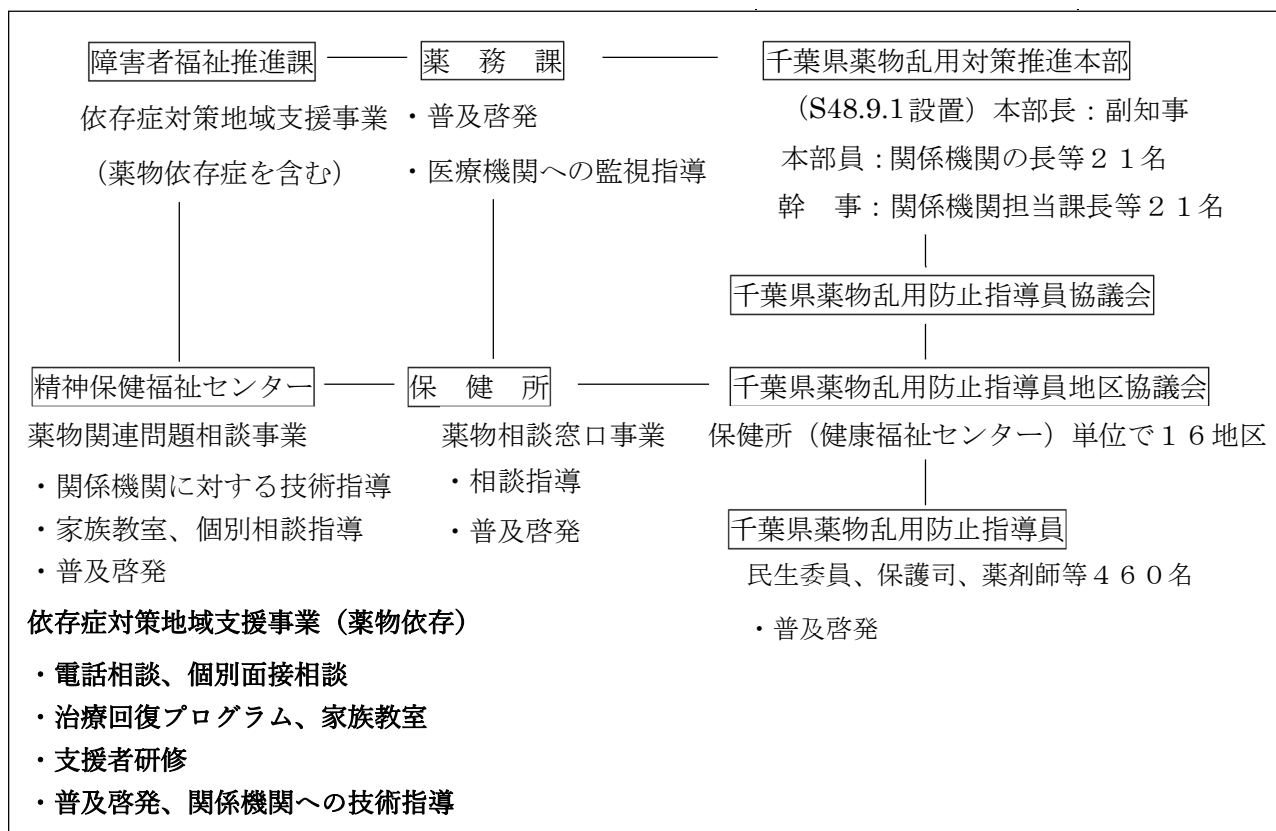 障害者福祉推進課
薬　務　課
千葉県薬物乱用対策推進本部
依存症対策地域支援事業
（薬物依存症を含む）
・普及啓発
・医療機関への監視指導
（S48.9.1設置）本部長：副知事
本部員：関係機関の長等２１名
幹　事：関係機関担当課長等２１名
千葉県薬物乱用防止指導員協議会
精神保健福祉センター
保　健　所
千葉県薬物乱用防止指導員地区協議会
薬物関連問題相談事業
・関係機関に対する技術指導
・家族教室、個別相談指導
・普及啓発
薬物相談窓口事業
・相談指導
・普及啓発
保健所（健康福祉センター）単位で１６地区
千葉県薬物乱用防止指導員
民生委員、保護司、薬剤師等４６０名
・普及啓発
依存症対策地域支援事業（薬物依存）
・電話相談、個別面接相談
・治療回復プログラム、家族教室
・支援者研修
・普及啓発、関係機関への技術指導